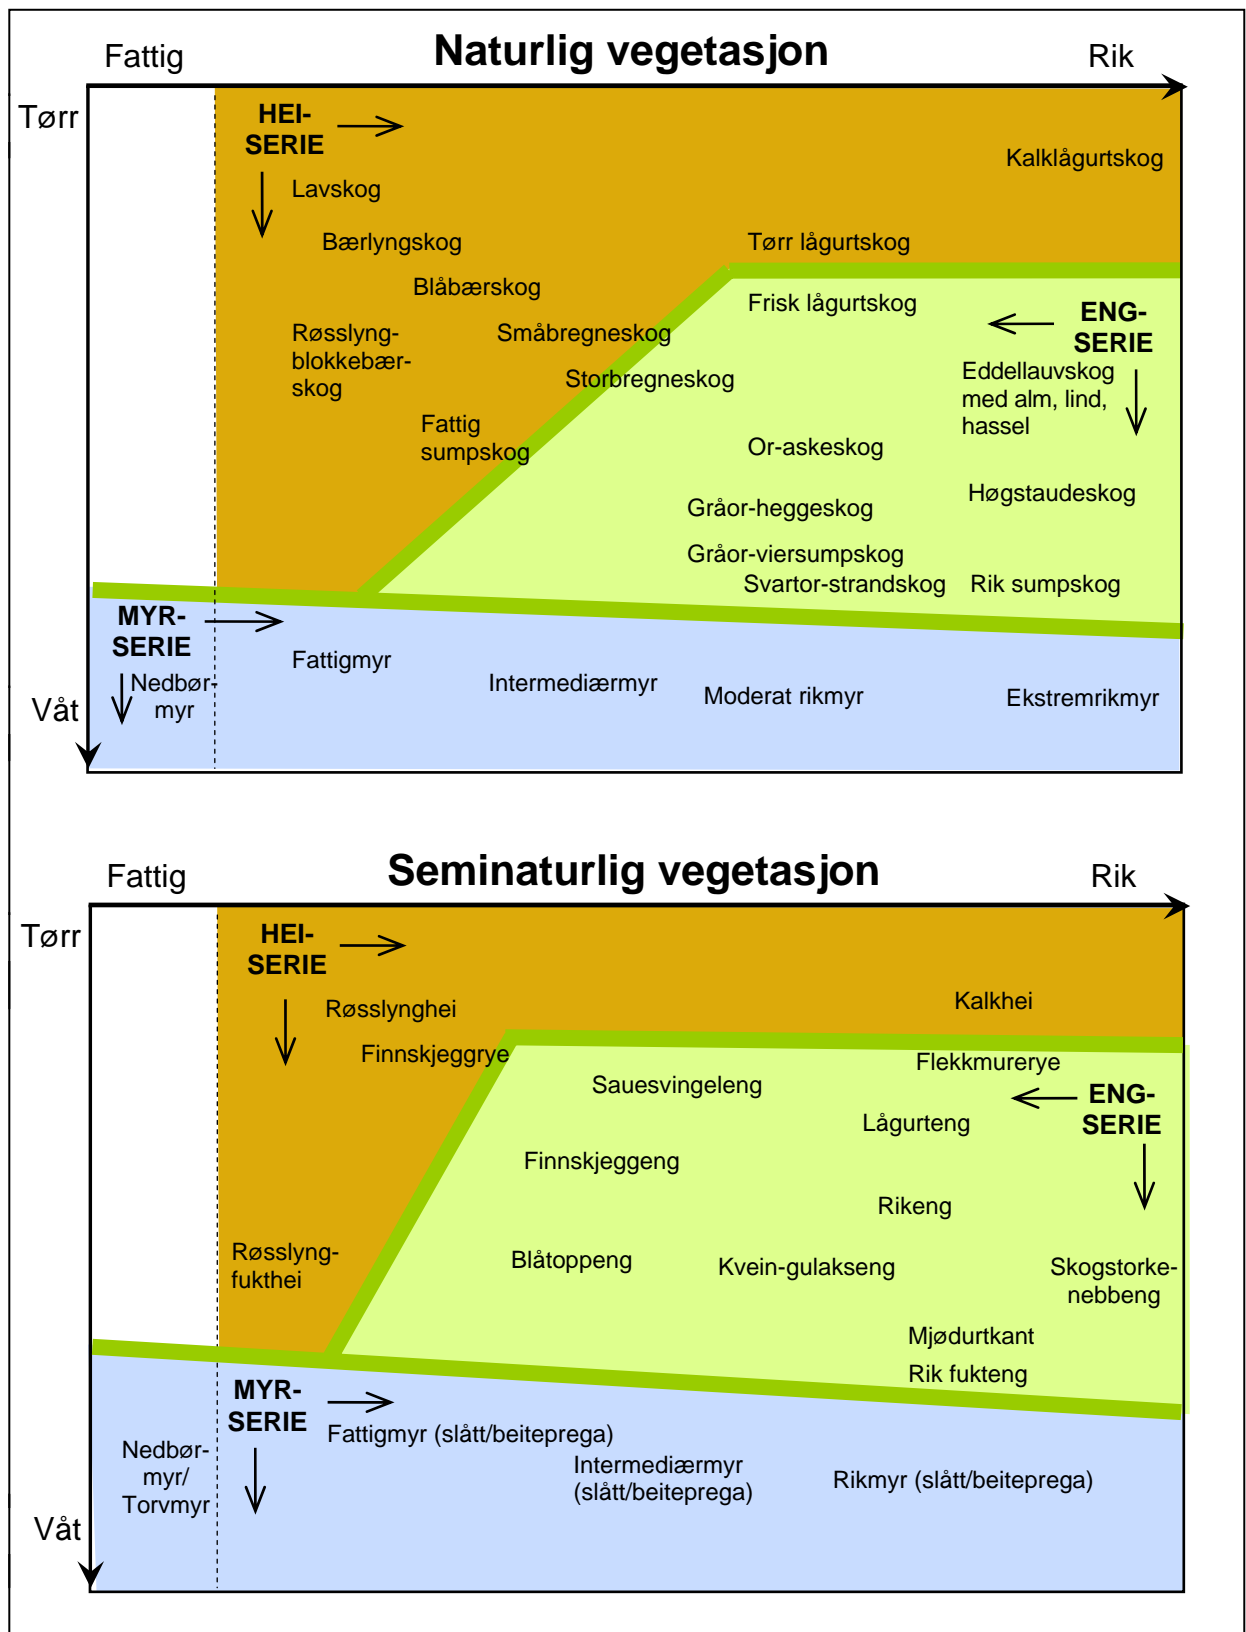 Naturlig vegetasjon
Fattig
Rik
Tørr
HEI-
SERIE
Kalklågurtskog
Lavskog
Bærlyngskog
Tørr lågurtskog
Blåbærskog
Frisk lågurtskog
ENG-
SERIE
Røsslyng-
blokkebær-
skog
Småbregneskog
Storbregneskog
Eddellauvskog
med alm, lind,
hassel
Fattig
sumpskog
Or-askeskog
Høgstaudeskog
Gråor-heggeskog
Gråor-viersumpskog
Svartor-strandskog
Rik sumpskog
MYR-
SERIE
Fattigmyr
Nedbør-
myr
Intermediærmyr
Moderat rikmyr
Ekstremrikmyr
Våt
Seminaturlig vegetasjon
Fattig
Rik
Tørr
HEI-
SERIE
Røsslynghei
Kalkhei
Finnskjeggrye
Flekkmurerye
Sauesvingeleng
ENG-
SERIE
Lågurteng
Finnskjeggeng
Rikeng
Røsslyng-
fukthei
Blåtoppeng
Kvein-gulakseng
Skogstorke-
nebbeng
Mjødurtkant
Rik fukteng
MYR-
SERIE
Fattigmyr (slått/beiteprega)
Nedbør-
myr/
Torvmyr
Intermediærmyr
(slått/beiteprega)
Rikmyr (slått/beiteprega)
Våt